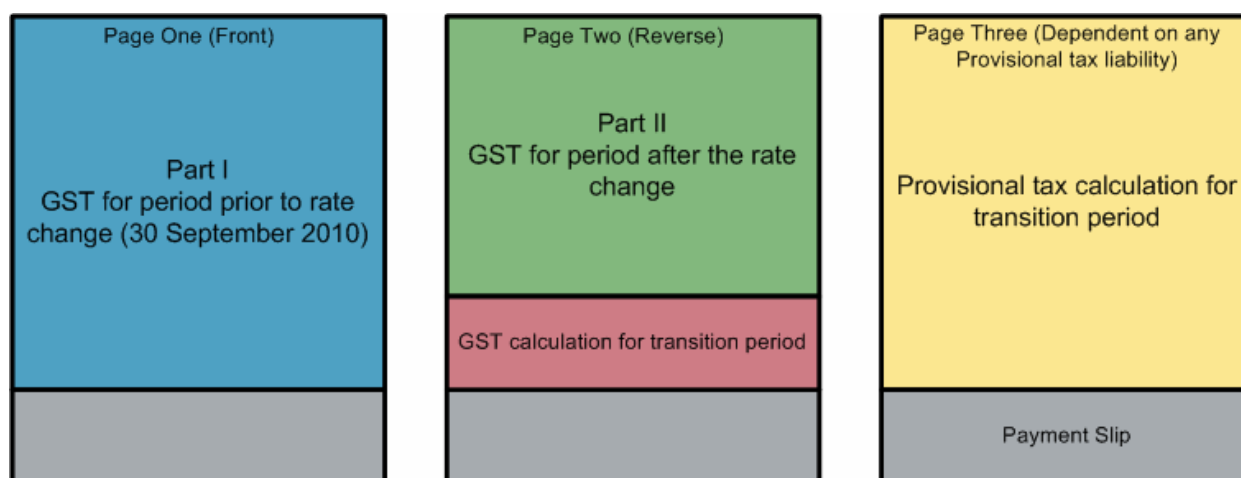 Page One (Front)
Part I
GST for period prior to rate
change (30 September 2010)
Page Two (Reverse)
Part II
GST for period after the rate
change
GST calculation for transition period
Page Three (Dependent on any
Provisional tax liability)
Provisional tax calculation for
transition period
Payment Slip